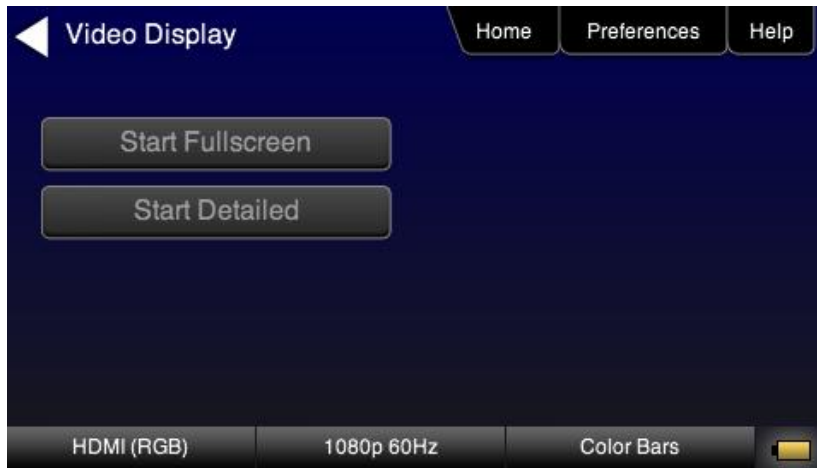 Video Display
Home
Preferences
Help
Start Fullscreen
Start Detailed
HDMI (RGB)
1080p 60Hz
Color Bars